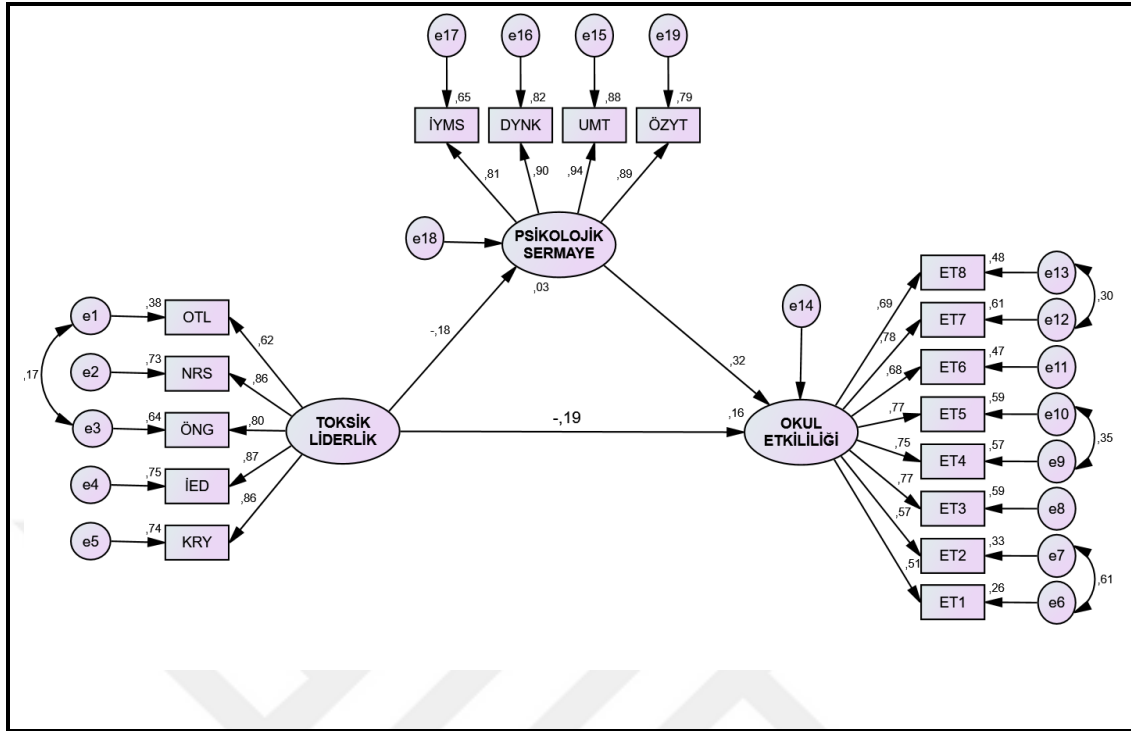 e17 e16 e15 e19
,65 ,82 ,88 ,79
İYMS DYNK UMT ÖZYT
,81 ,90 ,94 ,89
e18
PSİKOLOJİK
SERMAYE
,03
e1 ,38 OTL
e2 ,73 NRS
e3 ,64 ÖNG
e4 ,75 İED
e5 ,74 KRY
,17
,62
,86
,80
,87
,86
TOKSİK
LİDERLİK
-,18
-,19
,32
e14
,16
OKUL
ETKİLİLİĞİ
,69
,78
,68
,77
,75
,77
,57
,51
ET8 ,48 e13
ET7 ,61 e12
ET6 ,47 e11
ET5 ,59 e10
ET4 ,57 e9
ET3 ,59 e8
ET2 ,33 e7
ET1 ,26 e6
,30
,35
,61